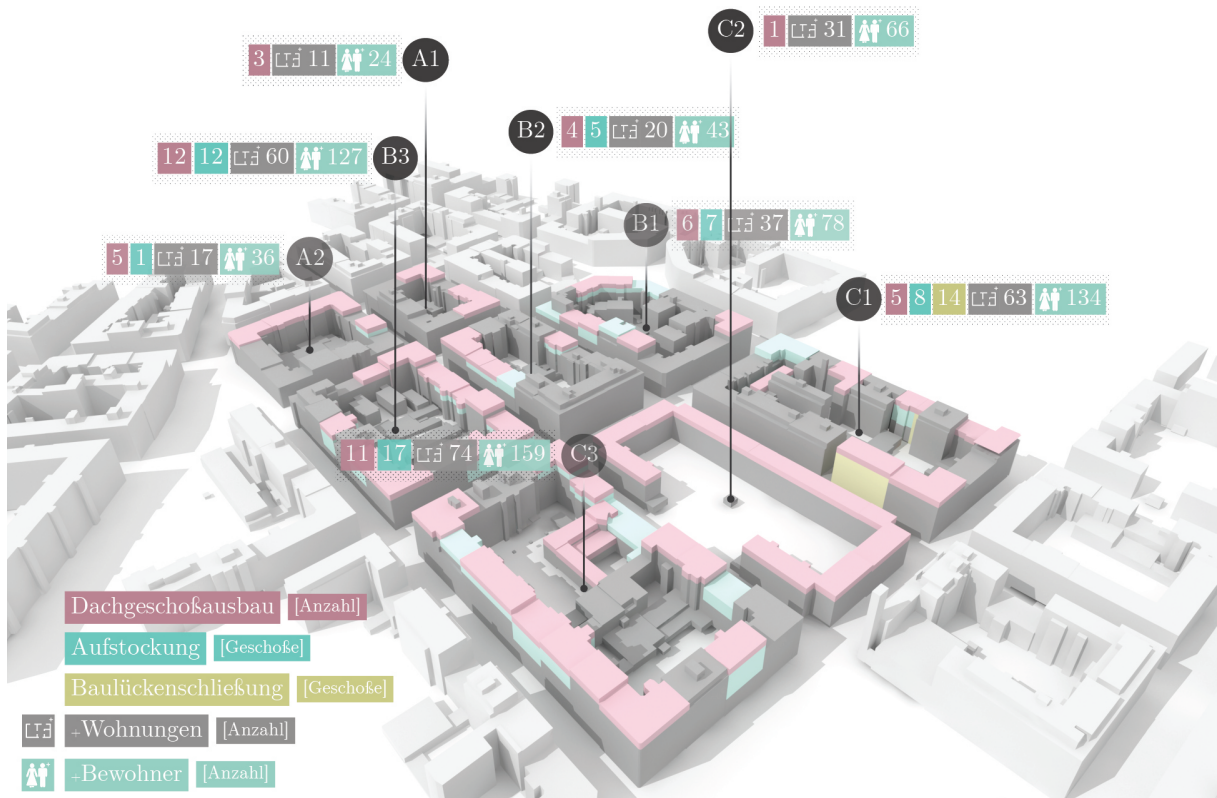 C2 1 31 66
3 11 24 A1
B2 4 5 20 43
12 12 60 127 B3
B1 6 7 37 78
5 1 17 36 A2
C1 5 8 14 63 134
11 17 74 159 C3
Dachgeschoßausbau [Anzahl]
Aufstockung [Geschoße]
Baulückenschließung [Geschoße]
+Wohnungen [Anzahl]
+Bewohner [Anzahl]